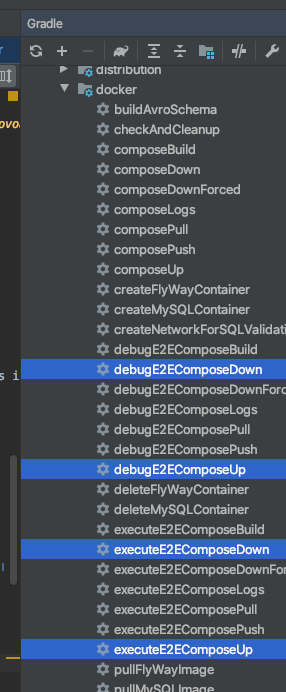 Gradle
distribution
docker
buildAvroSchema
checkAndCleanup
composeBuild
composeDown
composeDownForced
composeLogs
composePull
composePush
composeUp
createFlyWayContainer
createMySQLContainer
createNetworkForSQLValidati
debugE2EComposeBuild
debugE2EComposeDown
debugE2EComposeDownForc
debugE2EComposeLogs
debugE2EComposePull
debugE2EComposePush
debugE2EComposeUp
deleteFlyWayContainer
deleteMySQLContainer
executeE2EComposeBuild
executeE2EComposeDown
executeE2EComposeDownFor
executeE2EComposeLogs
executeE2EComposePull
executeE2EComposePush
executeE2EComposeUp
pullFlyWayImage
pullMySQLImage